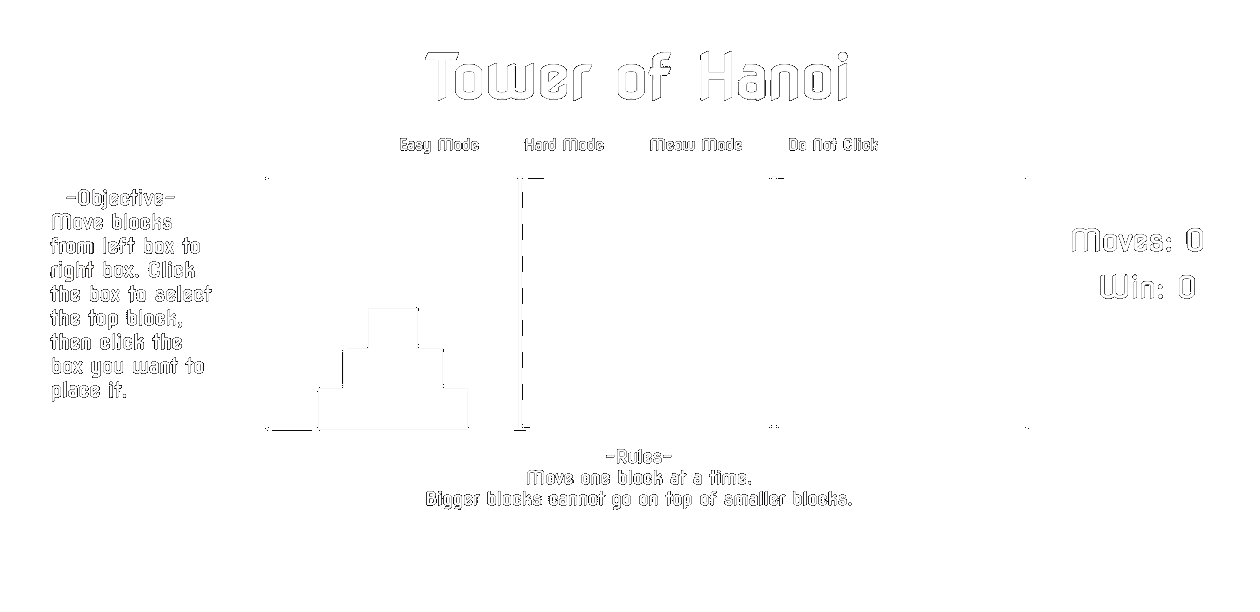 Tower of Hanoi
Easy Mode Hard Mode Meow Mode Do Not Click
-Objective-
Move blocks
from left box to
right box. Click
the box to select
the top block,
then click the
box you want to
place it.
Moves: 0
Win: 0
-Rules-
Move one block at a time.
Bigger blocks cannot go on top of smaller blocks.